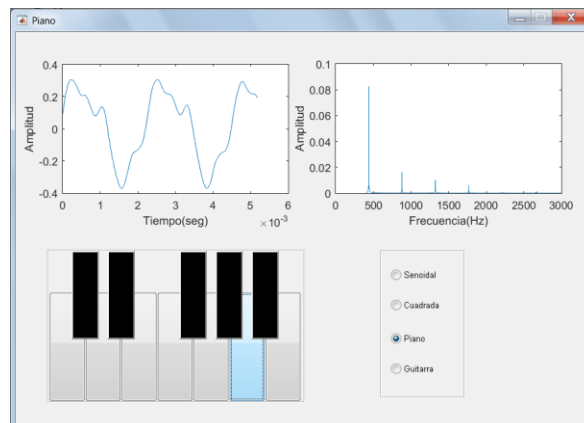 Piano
0.4
0.2
0
-0.2
-0.4
Amplitud
0 1 2 3 4 5 6
Tiempo(seg)
×10⁻³
0.1
0.08
0.06
0.04
0.02
0
Amplitud
0 500 1000 1500 2000 2500 3000
Frecuencia(Hz)
Senoidal
Cuadrada
Piano
Guitarra